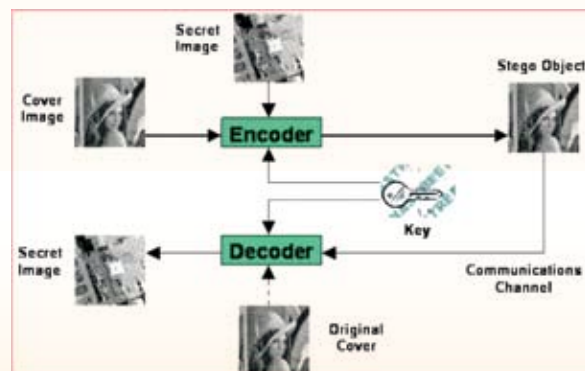 Secret
Image
Stego Object
Cover
Image
Encoder
Key
Secret
Image
Decoder
Communications
Channel
Original
Cover